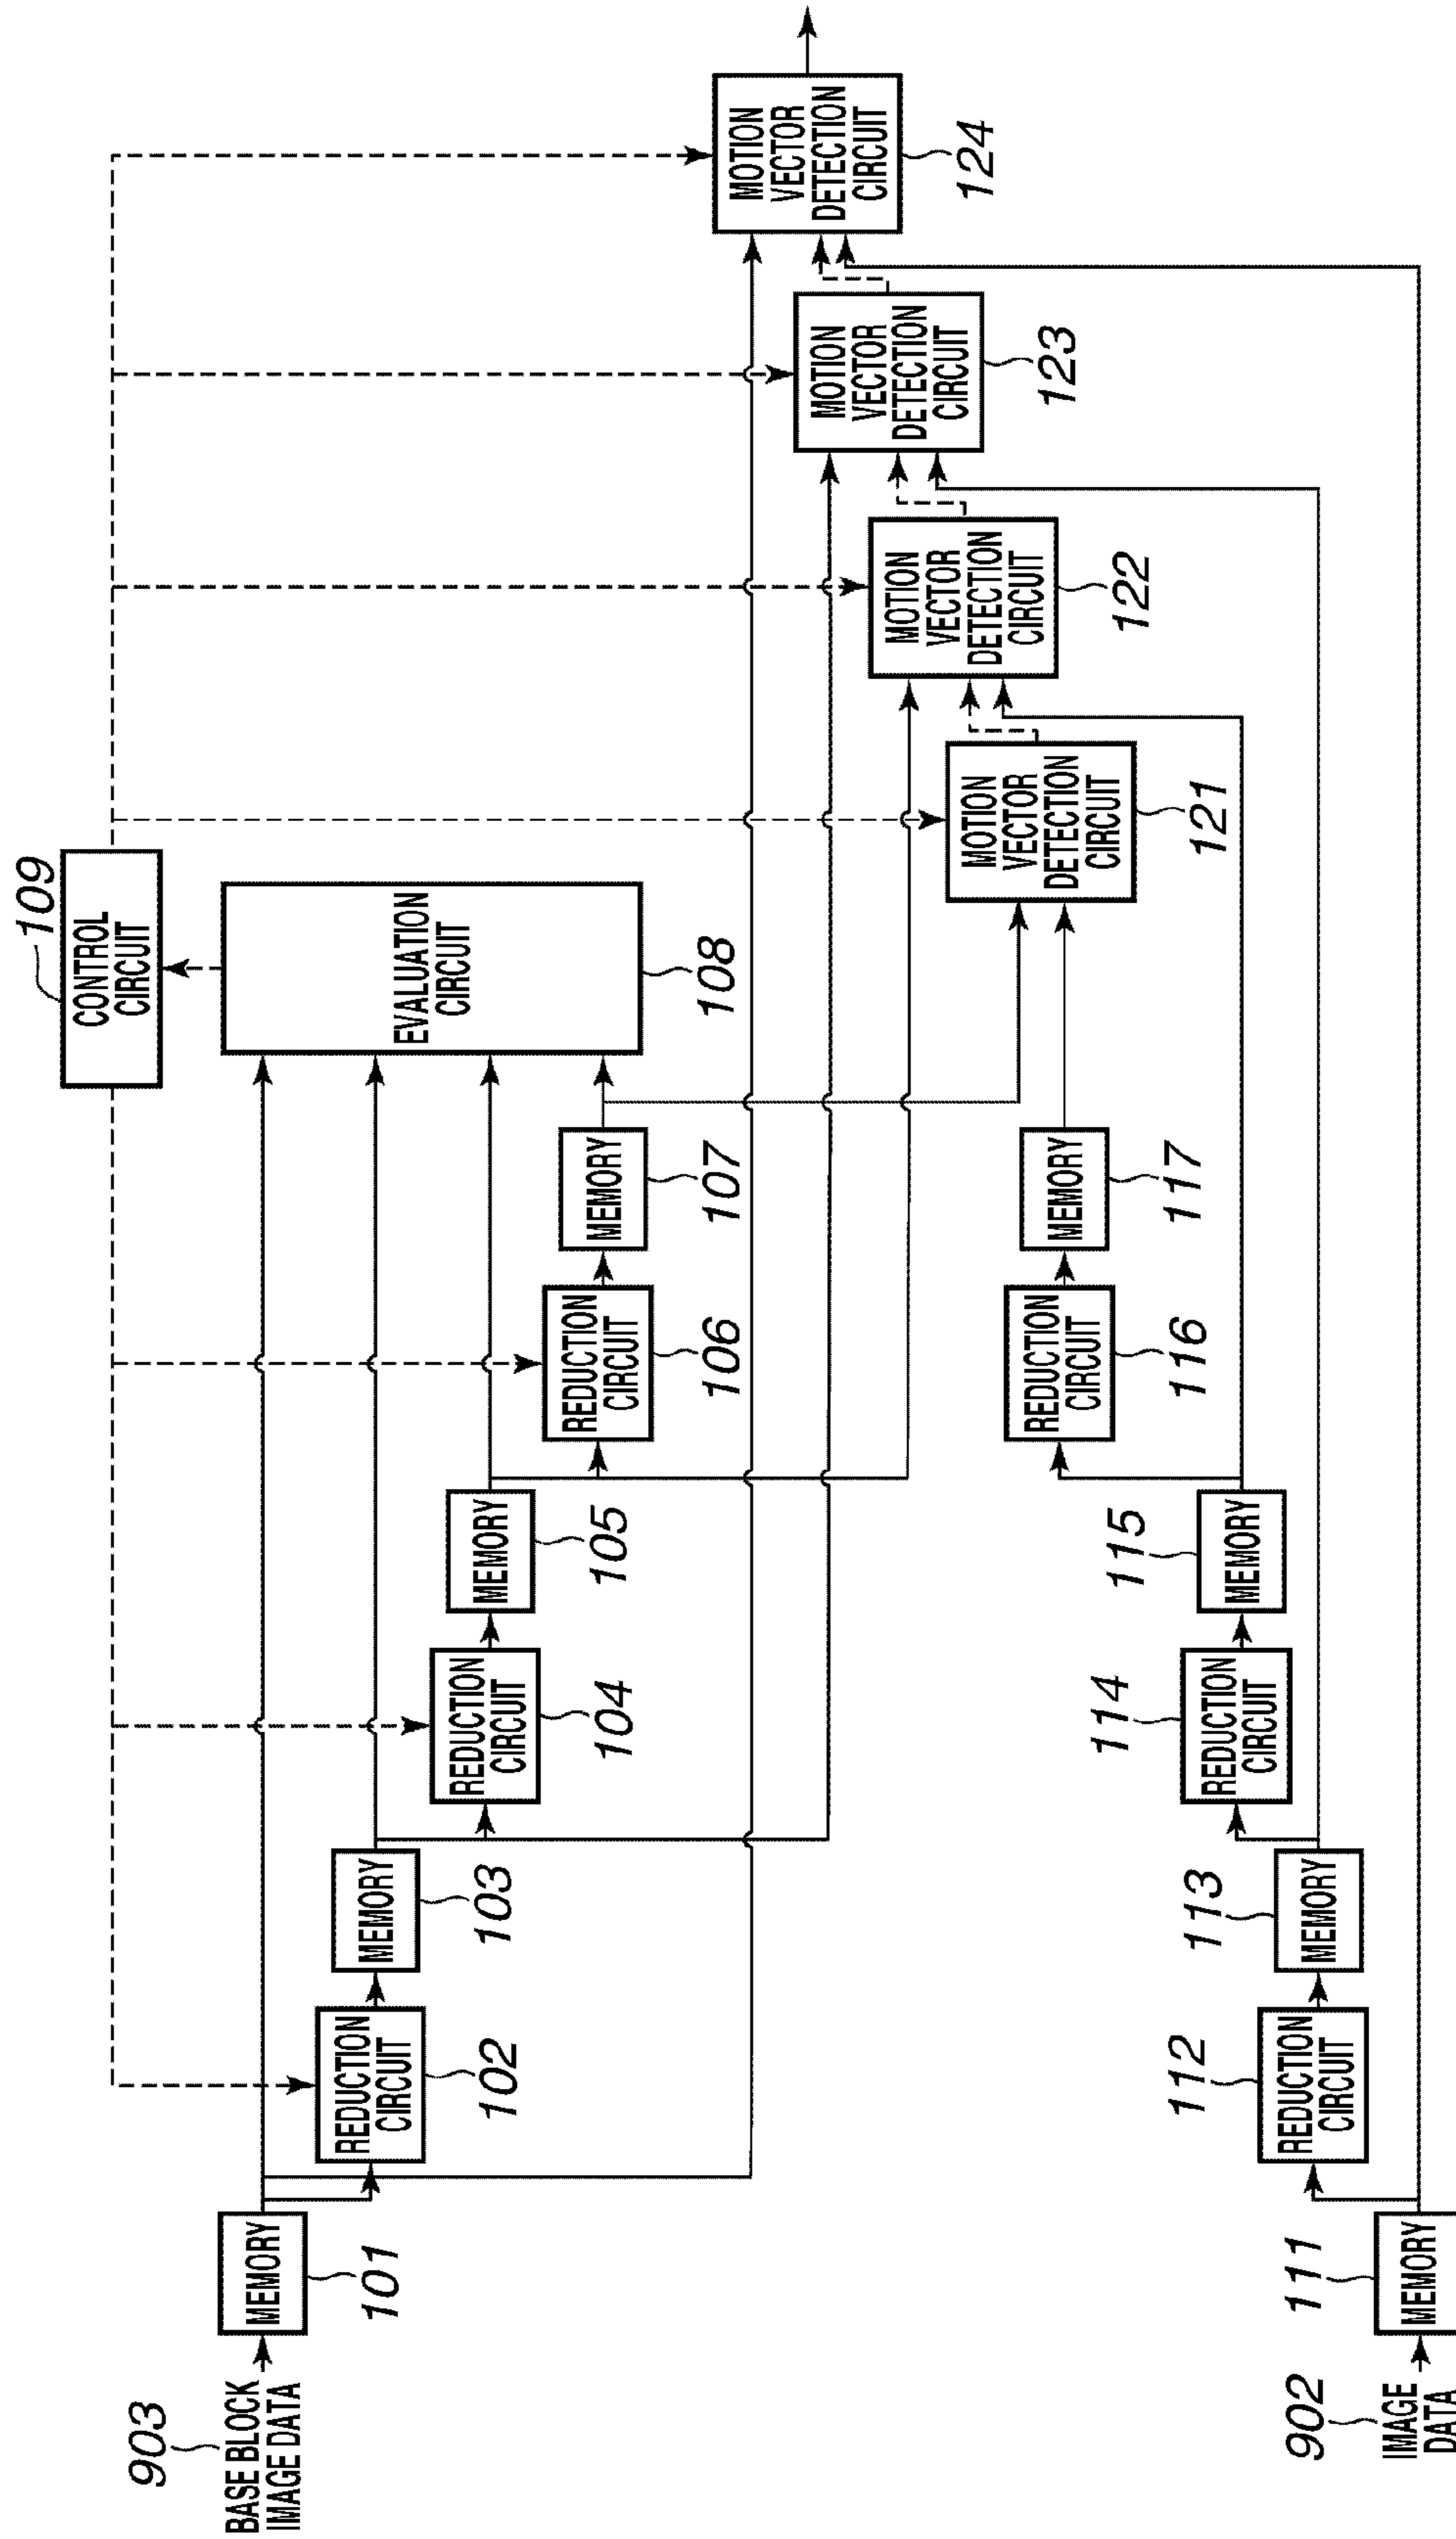 109
CONTROL
CIRCUIT
903
BASE BLOCK
IMAGE DATA
MEMORY
101
REDUCTION
CIRCUIT
102
MEMORY
103
REDUCTION
CIRCUIT
104
MEMORY
105
REDUCTION
CIRCUIT
106
MEMORY
107
EVALUATION
CIRCUIT
108
MOTION
VECTOR
DETECTION
CIRCUIT
121
MOTION
VECTOR
DETECTION
CIRCUIT
122
MOTION
VECTOR
DETECTION
CIRCUIT
123
MOTION
VECTOR
DETECTION
CIRCUIT
124
902
IMAGE
DATA
111
MEMORY
112
REDUCTION
CIRCUIT
113
MEMORY
114
REDUCTION
CIRCUIT
115
MEMORY
REDUCTION
CIRCUIT
116
MEMORY
117